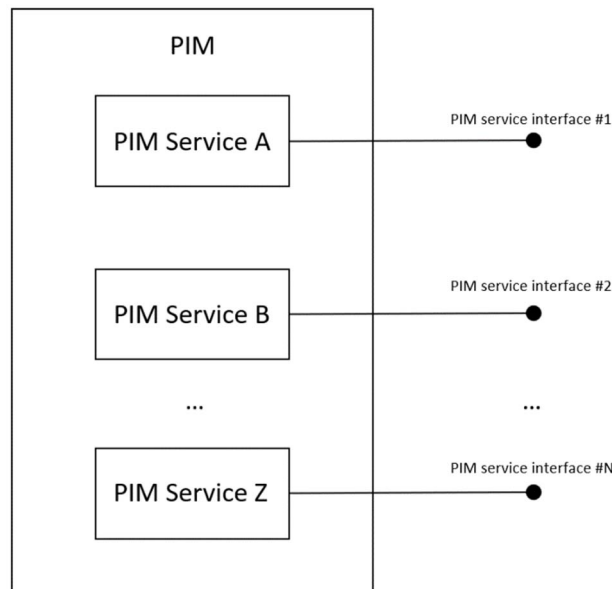 PIM
PIM Service A
PIM service interface #1
PIM Service B
PIM service interface #2
...
...
PIM Service Z
PIM service interface #N